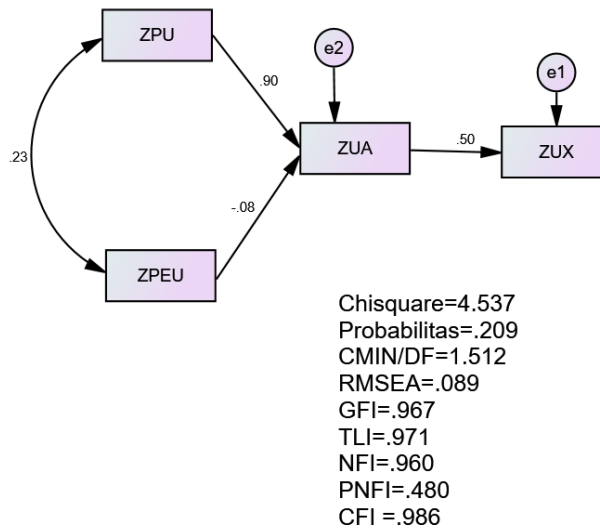 ZPU
e2
e1
.90
.23
ZUA
.50
ZUX
-.08
ZPEU
Chisquare=4.537
Probabilitas=.209
CMIN/DF=1.512
RMSEA=.089
GFI=.967
TLI=.971
NFI=.960
PNFI=.480
CFI =.986